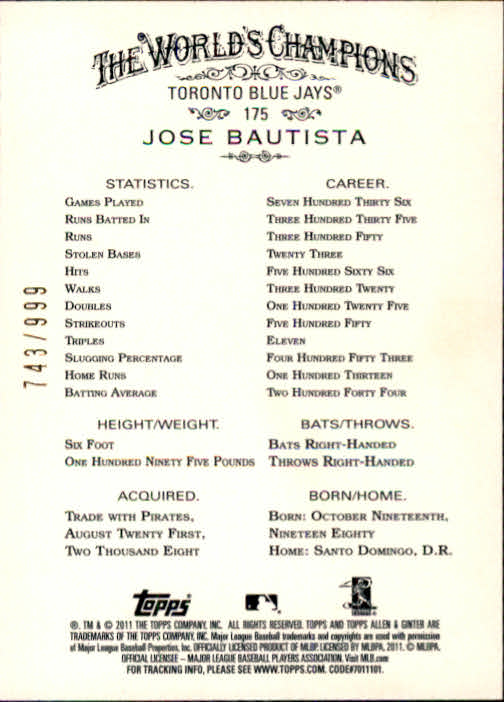 THE WORLD'S CHAMPIONS
TORONTO BLUE JAYS®
175
JOSE BAUTISTA
STATISTICS. CAREER.
GAMES PLAYED SEVEN HUNDRED THIRTY SIX
RUNS BATTED IN THREE HUNDRED THIRTY FIVE
RUNS THREE HUNDRED FIFTY
STOLEN BASES TWENTY THREE
HITS FIVE HUNDRED SIXTY SIX
WALKS THREE HUNDRED TWENTY
DOUBLES ONE HUNDRED TWENTY FIVE
STRIKEOUTS FIVE HUNDRED FIFTY
TRIPLES ELEVEN
SLUGGING PERCENTAGE FOUR HUNDRED FIFTY THREE
HOME RUNS ONE HUNDRED THIRTEEN
BATTING AVERAGE TWO HUNDRED FORTY FOUR
743/999
HEIGHT/WEIGHT. BATS/THROWS.
SIX FOOT BATS RIGHT-HANDED
ONE HUNDRED NINETY FIVE POUNDS THROWS RIGHT-HANDED
ACQUIRED. BORN/HOME.
TRADE WITH PIRATES, BORN: OCTOBER NINETEENTH,
AUGUST TWENTY FIRST, NINETEEN EIGHTY
TWO THOUSAND EIGHT HOME: SANTO DOMINGO, D.R.
Topps
®, TM & © 2011 THE TOPPS COMPANY, INC. ALL RIGHTS RESERVED. TOPPS AND TOPPS ALLEN & GINTER ARE
TRADEMARKS OF THE TOPPS COMPANY, INC. Major League Baseball trademarks and copyrights are used with permission
of Major League Baseball Properties, Inc. OFFICIALLY LICENSED PRODUCT OF MLBP. LICENSED BY MLBPA, 2011. © MLBPA,
OFFICIAL LICENSEE – MAJOR LEAGUE BASEBALL PLAYERS ASSOCIATION. Visit MLB.com
FOR TRACKING INFO, PLEASE SEE WWW.TOPPS.COM. CODE#7011101.